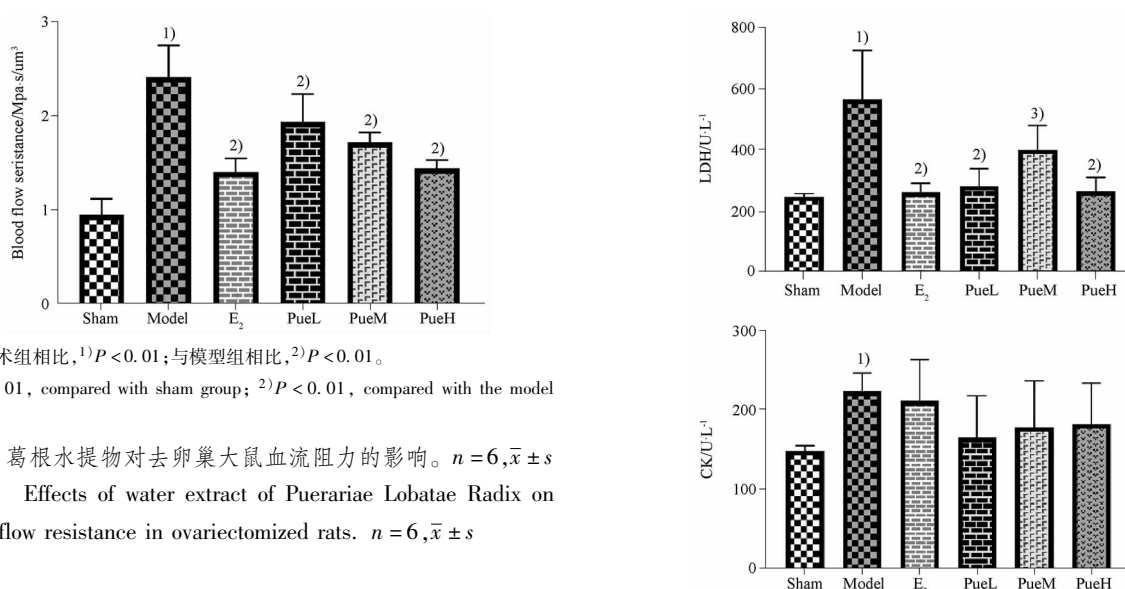 3
2
1
0
Blood flow seristance/Mpa·s/um³
1)
2)
2)
2)
2)
Sham Model E₂ PueL PueM PueH
术组相比,¹⁾P<0.01;与模型组相比,²⁾P<0.01。
01, compared with sham group; ²⁾P<0.01, compared with the model
葛根水提物对去卵巢大鼠血流阻力的影响。n=6,x̄±s
Effects of water extract of Puerariae Lobatae Radix on
flow resistance in ovariectomized rats. n=6,x̄±s
800
600
400
200
0
LDH/U·L⁻¹
1)
2)
2)
3)
2)
Sham Model E₂ PueL PueM PueH
300
200
100
0
CK/U·L⁻¹
1)
Sham Model E₂ PueL PueM PueH